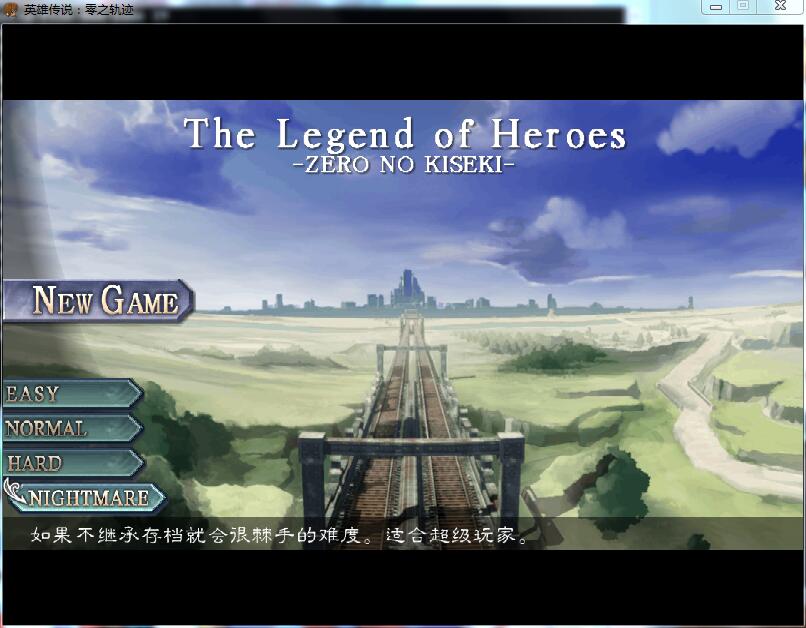 英雄传说：零之轨迹
The Legend of Heroes
-ZERO NO KISEKI-
NEW GAME
EASY
NORMAL
HARD
NIGHTMARE
如果不继承存档就会很棘手的难度。适合超级玩家。